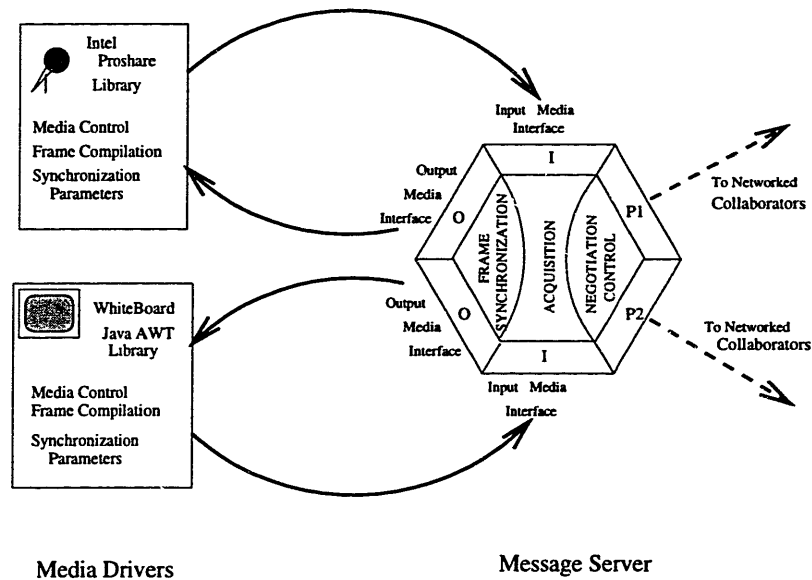 Intel
Proshare
Library
Media Control
Frame Compilation
Synchronization
Parameters
WhiteBoard
Java AWT
Library
Media Control
Frame Compilation
Synchronization
Parameters
Input Media
Interface
Output
Media
Interface
I
O
P1
FRAME
SYNCHRONIZATION
ACQUISITION
NEGOTIATION
CONTROL
O
P2
I
Output
Media
Interface
Input Media
Interface
To Networked
Collaborators
To Networked
Collaborators
Media Drivers
Message Server